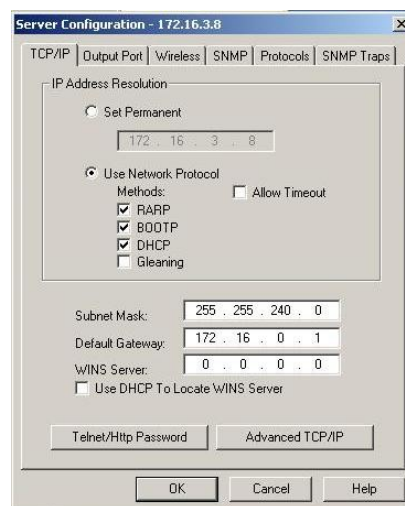 Server Configuration - 172.16.3.8
TCP/IP Output Port Wireless SNMP Protocols SNMP Traps
IP Address Resolution
Set Permanent
172 . 16 . 3 . 8
Use Network Protocol
Methods: Allow Timeout
RARP
BOOTP
DHCP
Gleaning
Subnet Mask: 255 . 255 . 240 . 0
Default Gateway: 172 . 16 . 0 . 1
WINS Server: 0 . 0 . 0 . 0
Use DHCP To Locate WINS Server
Telnet/Http Password Advanced TCP/IP
OK Cancel Help